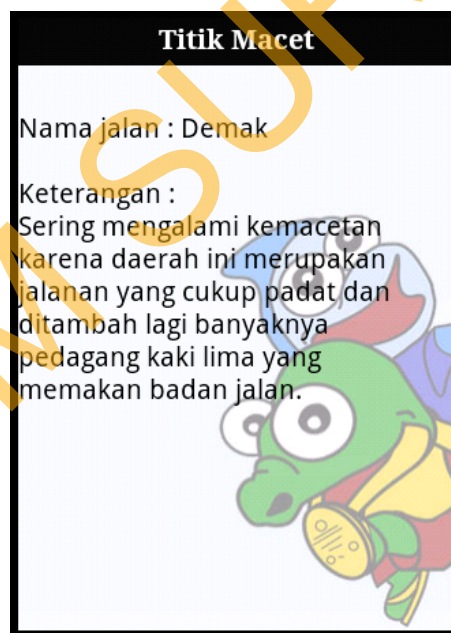 Titik Macet
Nama jalan : Demak
Keterangan :
Sering mengalami kemacetan
karena daerah ini merupakan
jalanan yang cukup padat dan
ditambah lagi banyaknya
pedagang kaki lima yang
memakan badan jalan.
M SUR